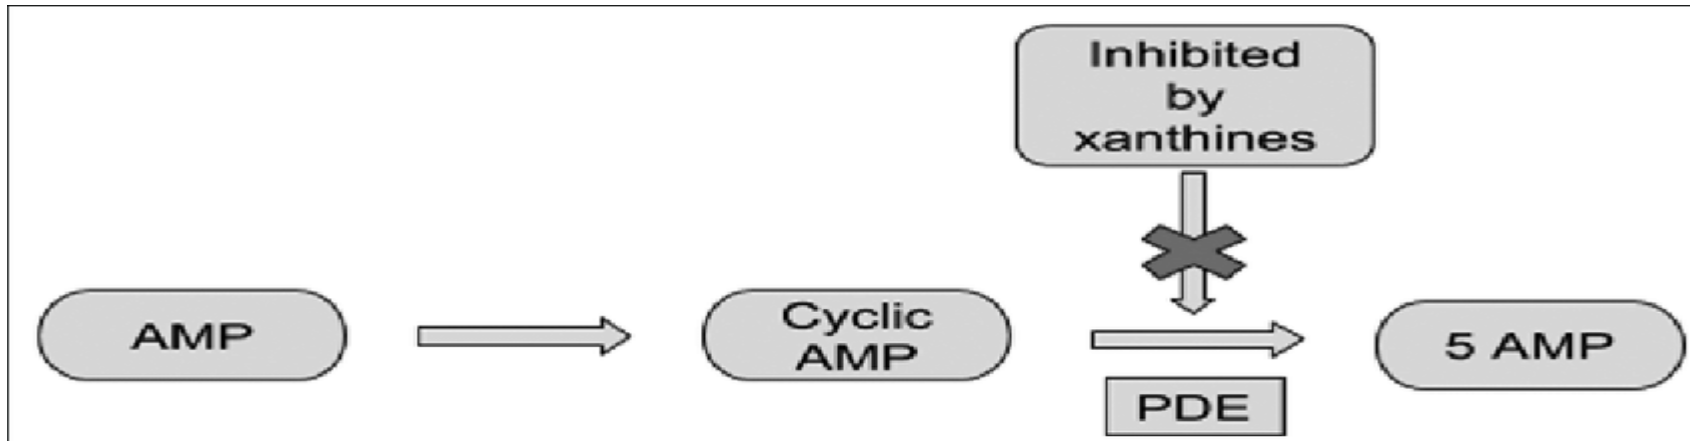 Inhibited
by
xanthines
AMP
Cyclic
AMP
5 AMP
PDE